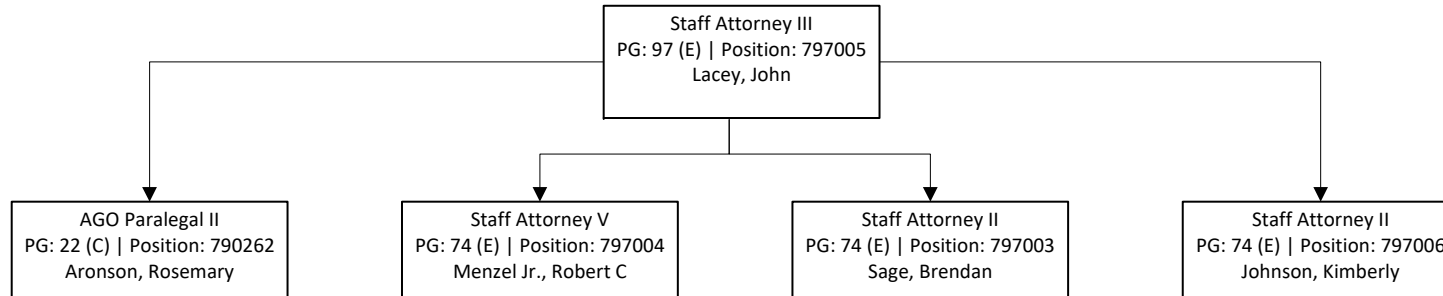 Staff Attorney III
PG: 97 (E) | Position: 797005
Lacey, John
AGO Paralegal II
PG: 22 (C) | Position: 790262
Aronson, Rosemary
Staff Attorney V
PG: 74 (E) | Position: 797004
Menzel Jr., Robert C
Staff Attorney II
PG: 74 (E) | Position: 797003
Sage, Brendan
Staff Attorney II
PG: 74 (E) | Position: 797006
Johnson, Kimberly